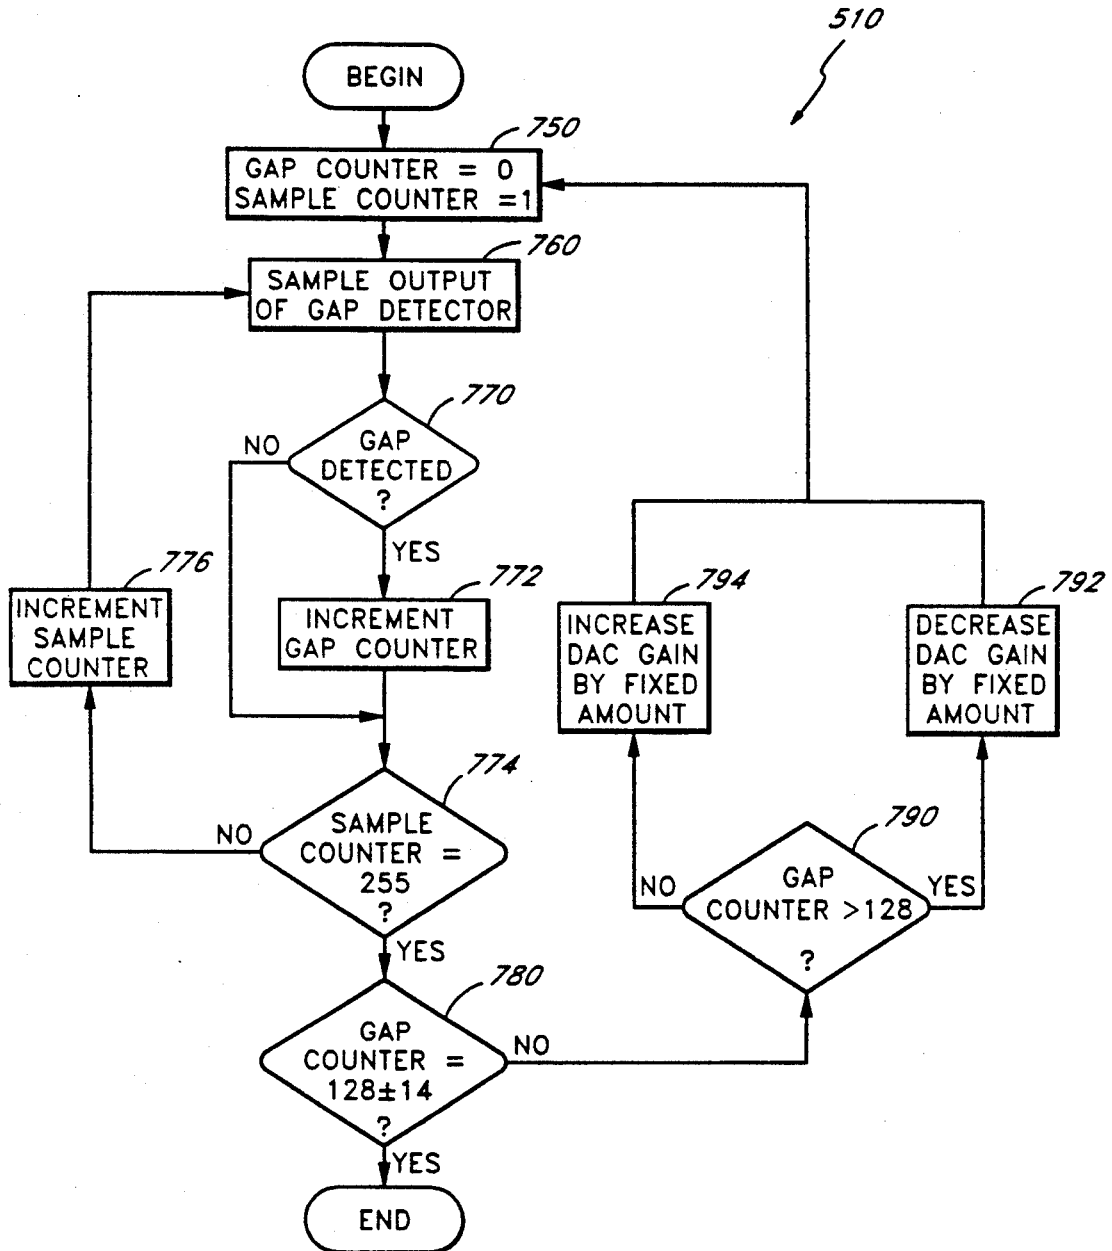 510
BEGIN
750
GAP COUNTER = 0
SAMPLE COUNTER =1
760
SAMPLE OUTPUT
OF GAP DETECTOR
770
NO
GAP
DETECTED
?
YES
776
INCREMENT
SAMPLE
COUNTER
772
INCREMENT
GAP COUNTER
794
INCREASE
DAC GAIN
BY FIXED
AMOUNT
792
DECREASE
DAC GAIN
BY FIXED
AMOUNT
774
NO
SAMPLE
COUNTER =
255
?
YES
790
NO
GAP
COUNTER >128
?
YES
780
GAP
COUNTER =
128±14
?
NO
YES
END